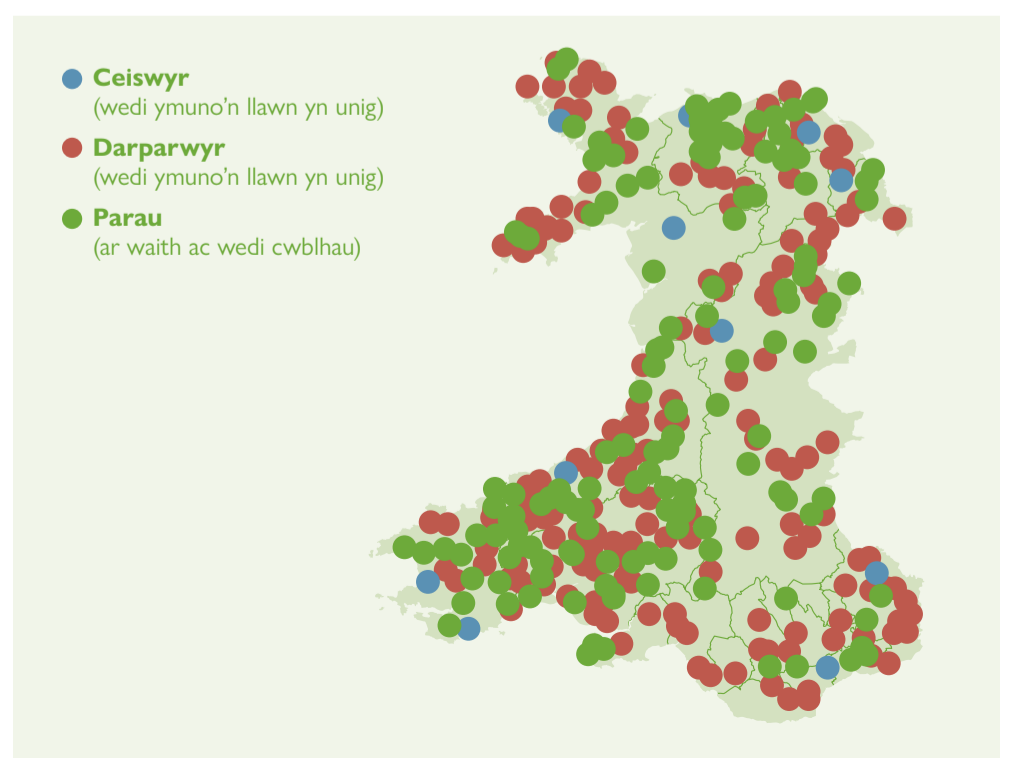 Ceiswyr
(wedi ymuno’n llawn yn unig)
Darparwyr
(wedi ymuno’n llawn yn unig)
Parau
(ar waith ac wedi cwblhau)